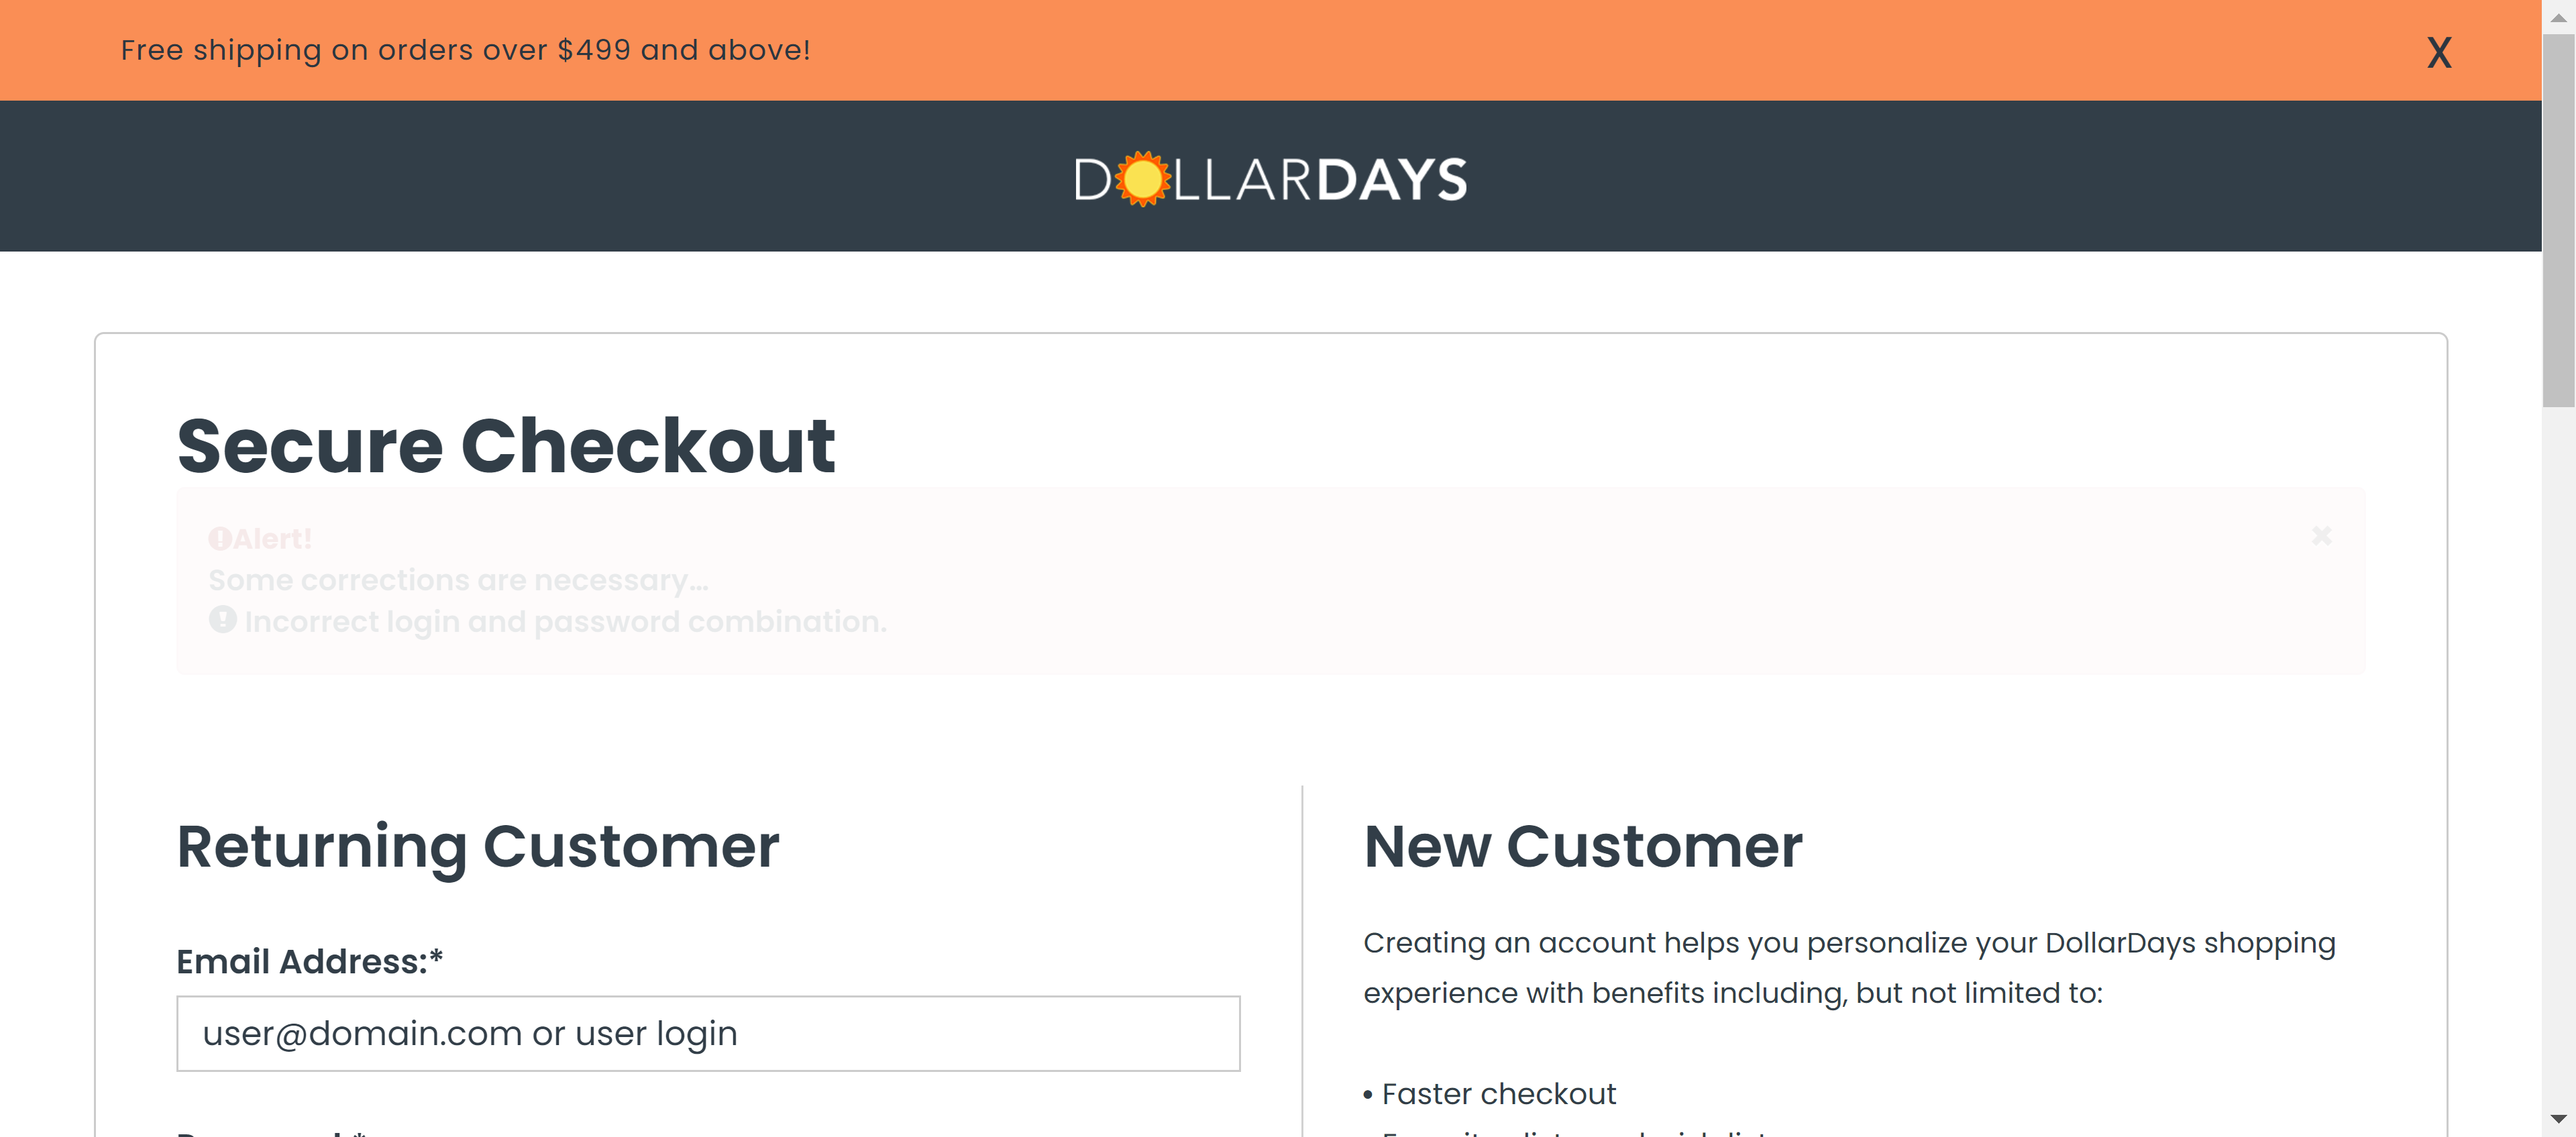 Free shipping on orders over $499 and above!
X
DOLLARDAYS
Secure Checkout
Alert!
Some corrections are necessary...
Incorrect login and password combination.
Returning Customer
Email Address:*
user@domain.com or user login
New Customer
Creating an account helps you personalize your DollarDays shopping
experience with benefits including, but not limited to:
• Faster checkout